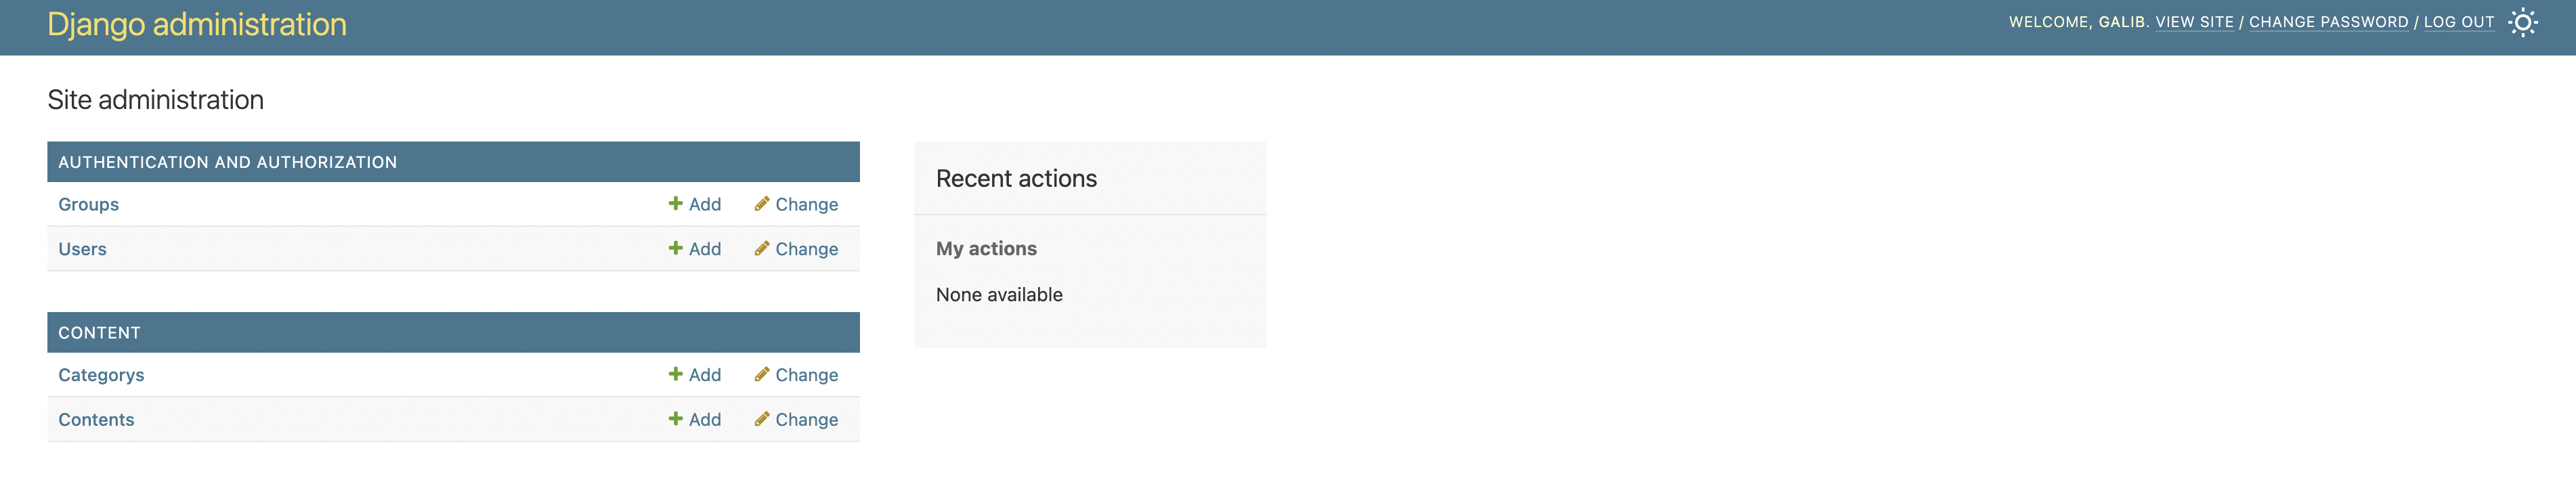 Django administration
WELCOME, GALIB. VIEW SITE / CHANGE PASSWORD / LOG OUT
Site administration
AUTHENTICATION AND AUTHORIZATION
Groups Add Change
Users Add Change
CONTENT
Categorys Add Change
Contents Add Change
Recent actions
My actions
None available